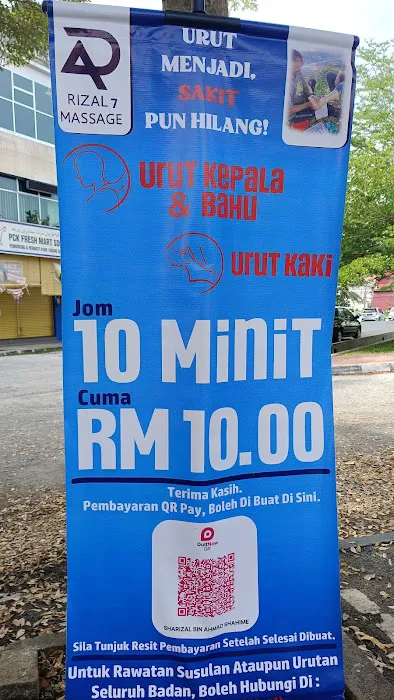 RIZAL 7
MASSAGE
URUT
MENJADI,
SAKIT
PUN HILANG!
URUT KEPALA
& BAHU
URUT KAKI
PCK FRESH MART SD
Jom
10 MINIT
Cuma
RM 10.00
Terima Kasih.
Pembayaran QR Pay, Boleh Di Buat Di Sini.
DuitNow
QR
SHARIZAL BIN AHMAD SHAHIME
Sila Tunjuk Resit Pembayaran Setelah Selesai Dibuat.
Untuk Rawatan Susulan Ataupun Urutan
Seluruh Badan, Boleh Hubungi Di :